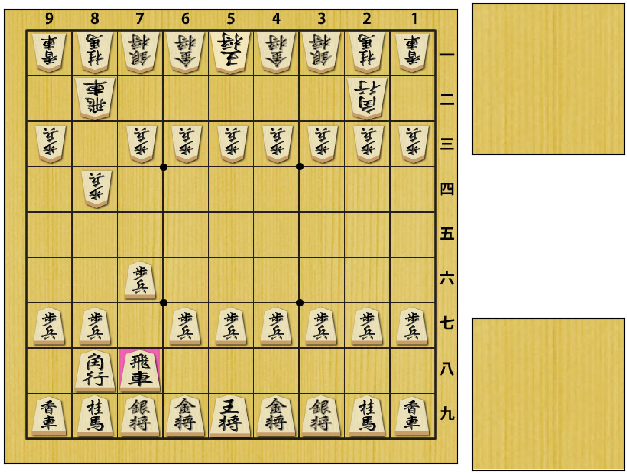 9 8 7 6 5 4 3 2 1
香車 桂馬 銀将 金将 王将 金将 銀将 桂馬 香車 一
飛車 角行 二
歩兵 歩兵 歩兵 歩兵 歩兵 歩兵 歩兵 歩兵 三
歩兵 四
五
歩兵 六
歩兵 歩兵 歩兵 歩兵 歩兵 歩兵 歩兵 歩兵 七
角行 飛車 八
香車 桂馬 銀将 金将 王将 金将 銀将 桂馬 香車 九